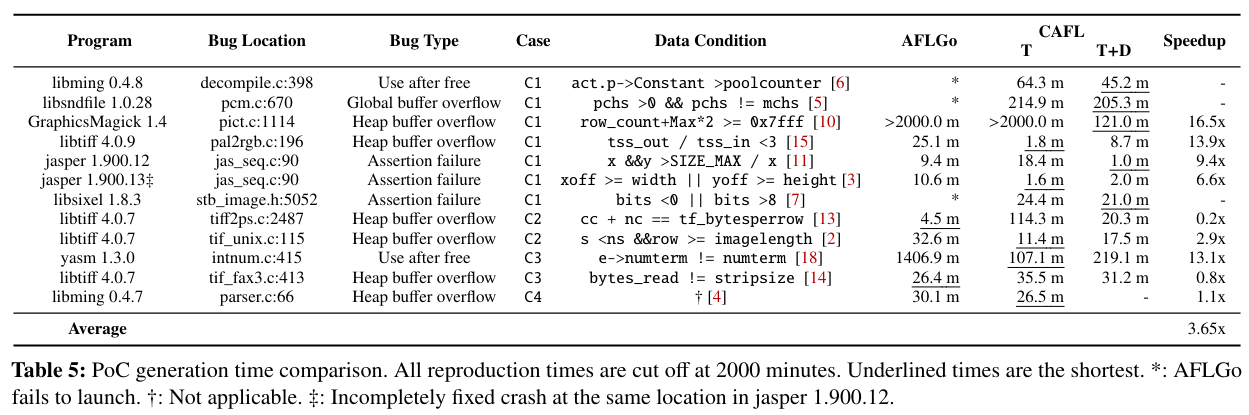 Program Bug Location Bug Type Case Data Condition AFLGo CAFL Speedup
T T+D
libming 0.4.8 decompile.c:398 Use after free C1 act.p->Constant >poolcounter [6] * 64.3 m 45.2 m -
libsndfile 1.0.28 pcm.c:670 Global buffer overflow C1 pchs >0 && pchs != mchs [5] * 214.9 m 205.3 m -
GraphicsMagick 1.4 pict.c:1114 Heap buffer overflow C1 row_count+Max*2 >= 0x7fff [10] >2000.0 m >2000.0 m 121.0 m 16.5x
libtiff 4.0.9 pal2rgb.c:196 Heap buffer overflow C1 tss_out / tss_in <3 [15] 25.1 m 1.8 m 8.7 m 13.9x
jasper 1.900.12 jas_seq.c:90 Assertion failure C1 x &&y >SIZE_MAX / x [11] 9.4 m 18.4 m 1.0 m 9.4x
jasper 1.900.13‡ jas_seq.c:90 Assertion failure C1 xoff >= width || yoff >= height[3] 10.6 m 1.6 m 2.0 m 6.6x
libsixel 1.8.3 stb_image.h:5052 Assertion failure C1 bits <0 || bits >8 [7] * 24.4 m 21.0 m -
libtiff 4.0.7 tiff2ps.c:2487 Heap buffer overflow C2 cc + nc == tf_bytesperrow [13] 4.5 m 114.3 m 20.3 m 0.2x
libtiff 4.0.7 tif_unix.c:115 Heap buffer overflow C2 s <ns &&row >= imagelength [2] 32.6 m 11.4 m 17.5 m 2.9x
yasm 1.3.0 intnum.c:415 Use after free C3 e->numterm != numterm [18] 1406.9 m 107.1 m 219.1 m 13.1x
libtiff 4.0.7 tif_fax3.c:413 Heap buffer overflow C3 bytes_read != stripsize [14] 26.4 m 35.5 m 31.2 m 0.8x
libming 0.4.7 parser.c:66 Heap buffer overflow C4 † [4] 30.1 m 26.5 m - 1.1x
Average 3.65x
Table 5: PoC generation time comparison. All reproduction times are cut off at 2000 minutes. Underlined times are the shortest. *: AFLGo
fails to launch. †: Not applicable. ‡: Incompletely fixed crash at the same location in jasper 1.900.12.